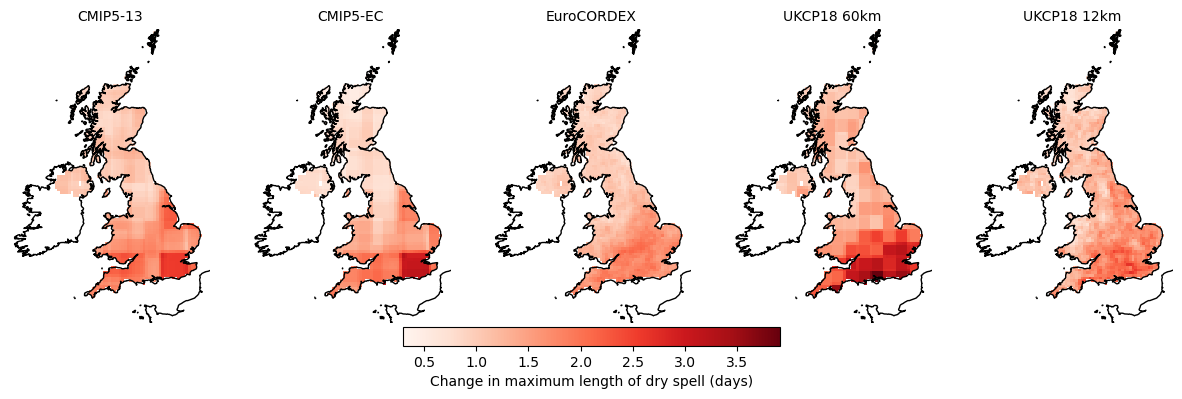 CMIP5-13 CMIP5-EC EuroCORDEX UKCP18 60km UKCP18 12km
0.5 1.0 1.5 2.0 2.5 3.0 3.5
Change in maximum length of dry spell (days)